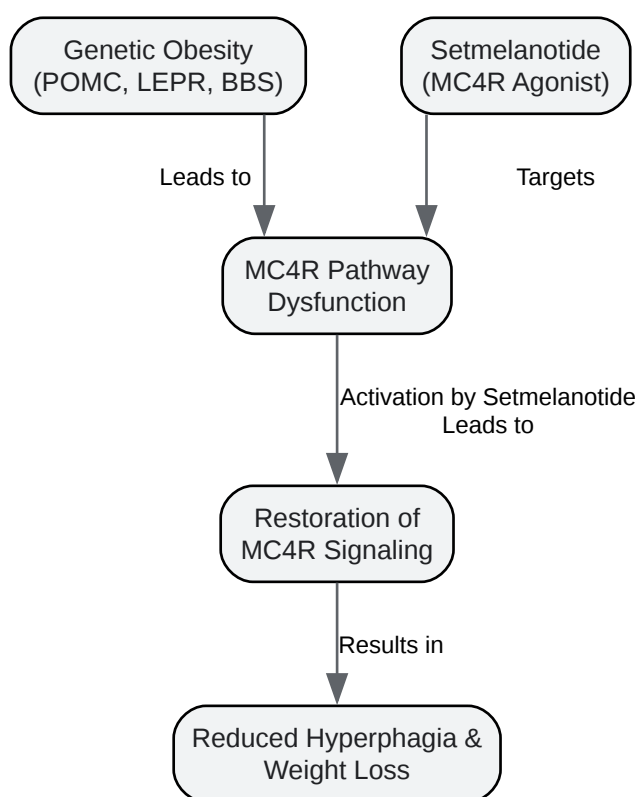 Genetic Obesity
(POMC, LEPR, BBS)
Setmelanotide
(MC4R Agonist)
Leads to
Targets
MC4R Pathway
Dysfunction
Activation by Setmelanotide
Leads to
Restoration of
MC4R Signaling
Results in
Reduced Hyperphagia &
Weight Loss